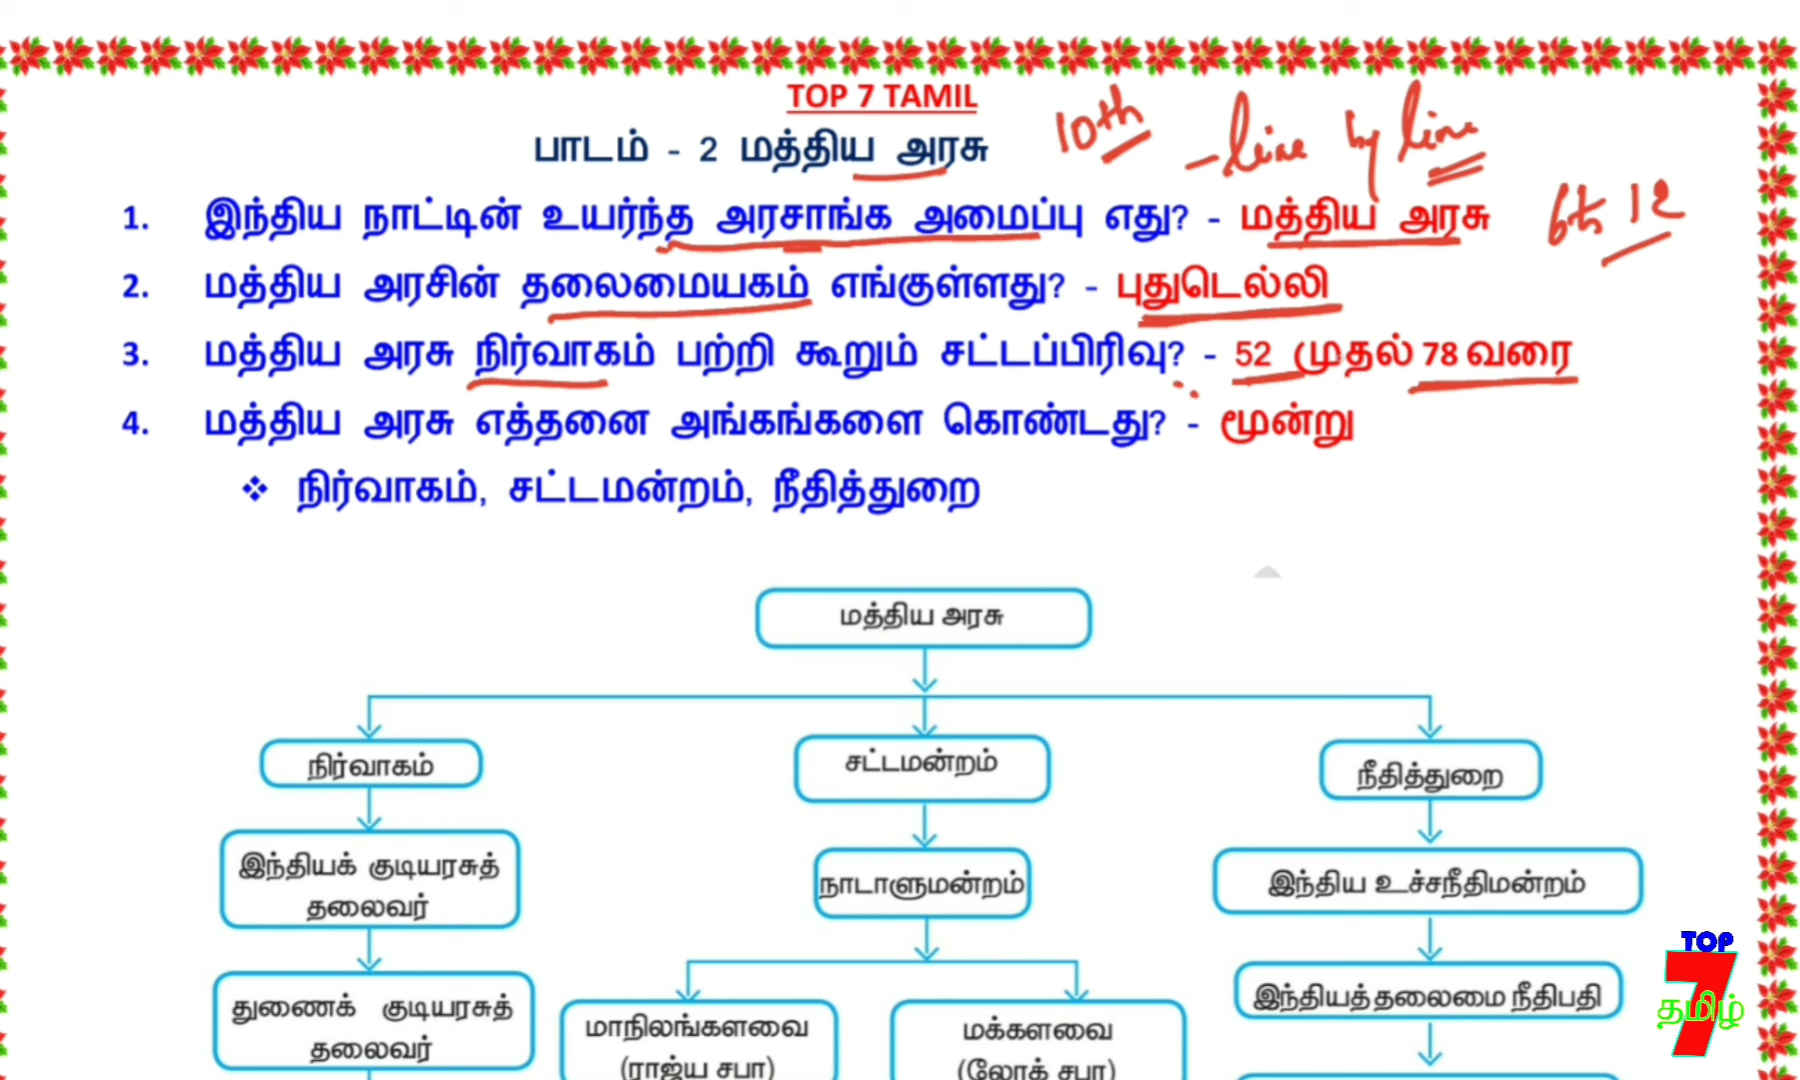 TOP 7 TAMIL
பாடம் - 2 மத்திய அரசு
10th - line by line
1. இந்திய நாட்டின் உயர்ந்த அரசாங்க அமைப்பு எது? - மத்திய அரசு
6th 12
2. மத்திய அரசின் தலைமையகம் எங்குள்ளது? - புதுடெல்லி
3. மத்திய அரசு நிர்வாகம் பற்றி கூறும் சட்டப்பிரிவு? - 52 முதல் 78 வரை
4. மத்திய அரசு எத்தனை அங்கங்களை கொண்டது? - மூன்று
❖ நிர்வாகம், சட்டமன்றம், நீதித்துறை
மத்திய அரசு
நிர்வாகம்
சட்டமன்றம்
நீதித்துறை
இந்தியக் குடியரசுத்
தலைவர்
நாடாளுமன்றம்
இந்திய உச்சநீதிமன்றம்
துணைக் குடியரசுத்
தலைவர்
மாநிலங்களவை
(ராஜ்ய சபா)
மக்களவை
(லோக் சபா)
இந்தியத் தலைமை நீதிபதி
TOP
7
தமிழ்